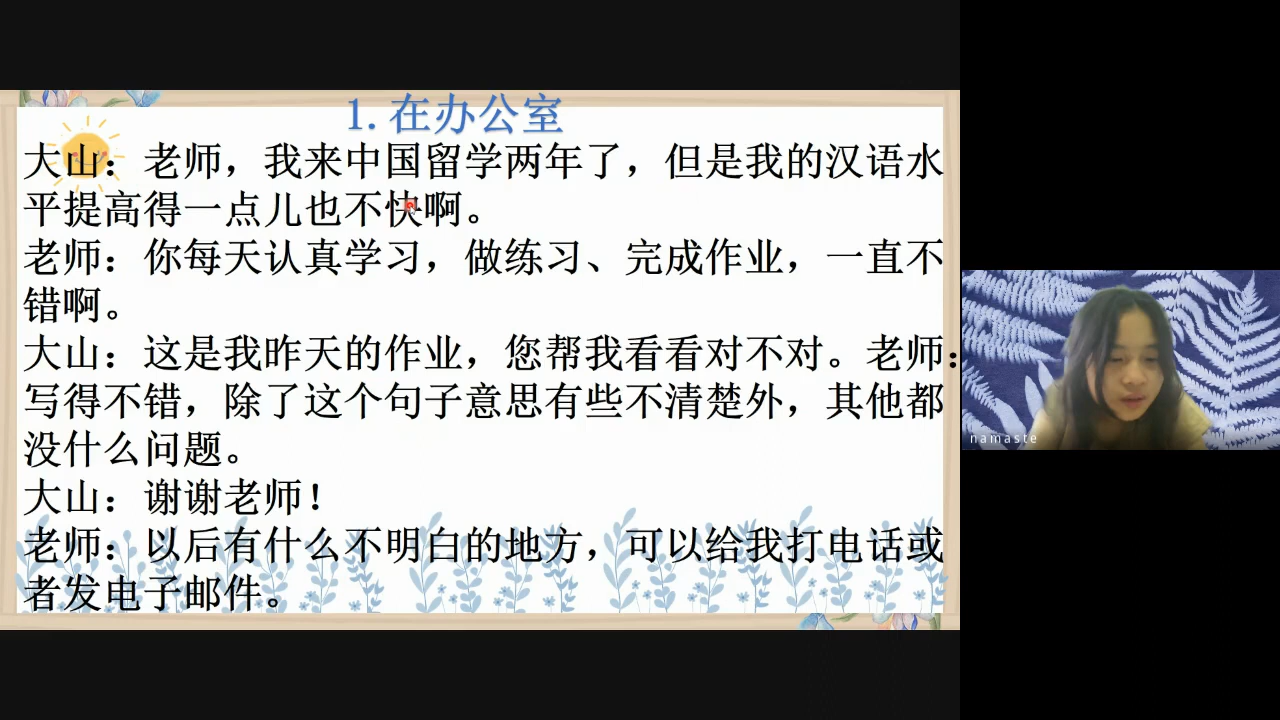 1.在办公室
大山：老师，我来中国留学两年了，但是我的汉语水
平提高得一点儿也不快啊。
老师：你每天认真学习，做练习、完成作业，一直不
错啊。
大山：这是我昨天的作业，您帮我看看对不对。老师：
写得不错，除了这个句子意思有些不清楚外，其他都
没什么问题。
大山：谢谢老师！
老师：以后有什么不明白的地方，可以给我打电话或
者发电子邮件。
namaste